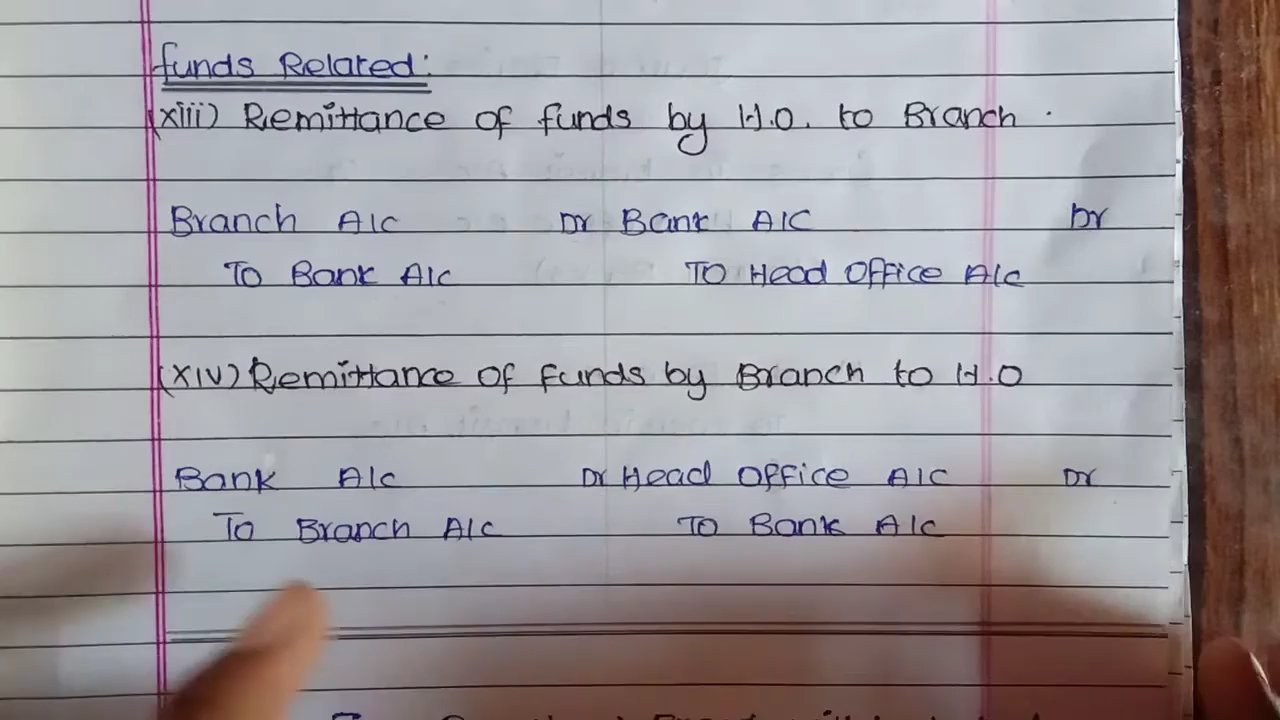 Funds Related:
(xiii) Remittance of funds by H.O. to Branch.
Branch A/c Dr Bank A/C Dr
To Bank A/c To Head Office A/c
(XIV) Remittance of funds by Branch to H.O
Bank A/c Dr Head Office A/C Dr
To Branch A/c To Bank A/C